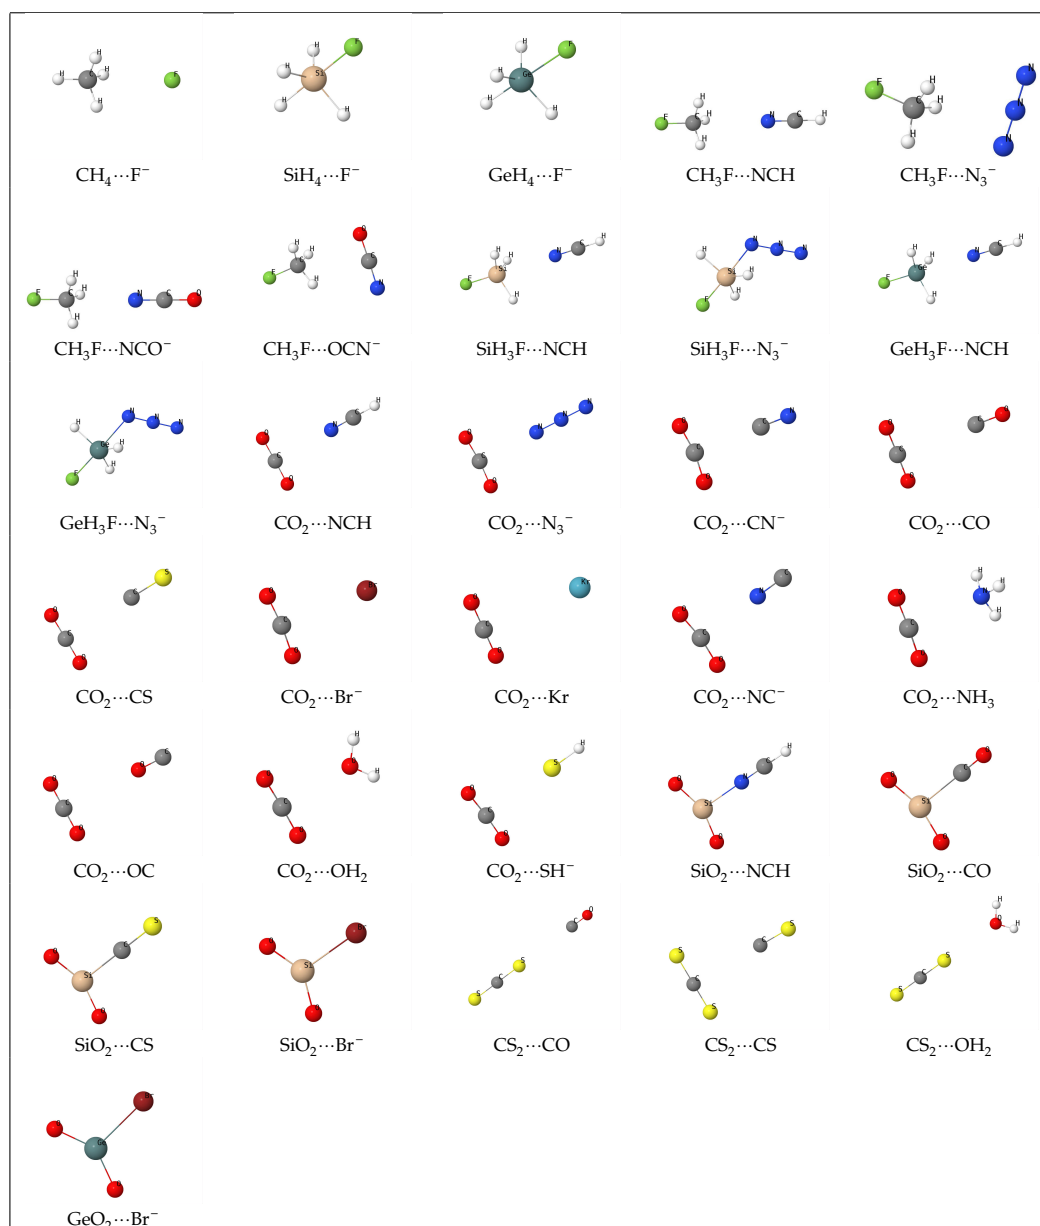 CH₄···F⁻ SiH₄···F⁻ GeH₄···F⁻ CH₃F···NCH CH₃F···N₃⁻
CH₃F···NCO⁻ CH₃F···OCN⁻ SiH₃F···NCH SiH₃F···N₃⁻ GeH₃F···NCH
GeH₃F···N₃⁻ CO₂···NCH CO₂···N₃⁻ CO₂···CN⁻ CO₂···CO
CO₂···CS CO₂···Br⁻ CO₂···Kr CO₂···NC⁻ CO₂···NH₃
CO₂···OC CO₂···OH₂ CO₂···SH⁻ SiO₂···NCH SiO₂···CO
SiO₂···CS SiO₂···Br⁻ CS₂···CO CS₂···CS CS₂···OH₂
GeO₂···Br⁻